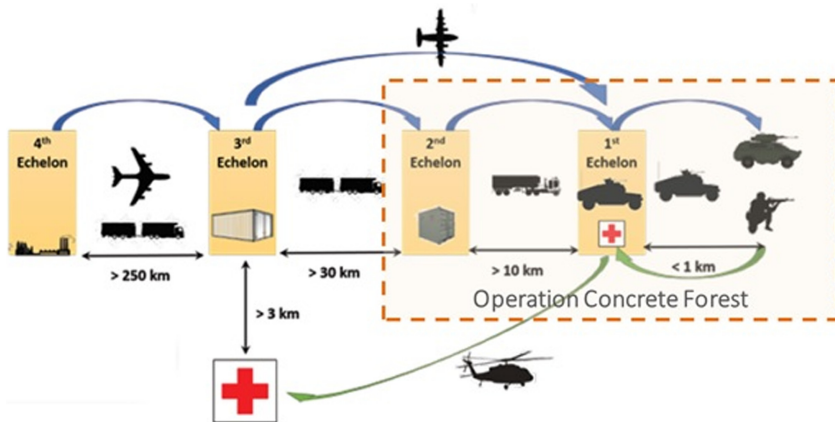 4th
Echelon
3rd
Echelon
2nd
Echelon
1st
Echelon
> 250 km
> 30 km
> 10 km
< 1 km
Operation Concrete Forest
> 3 km